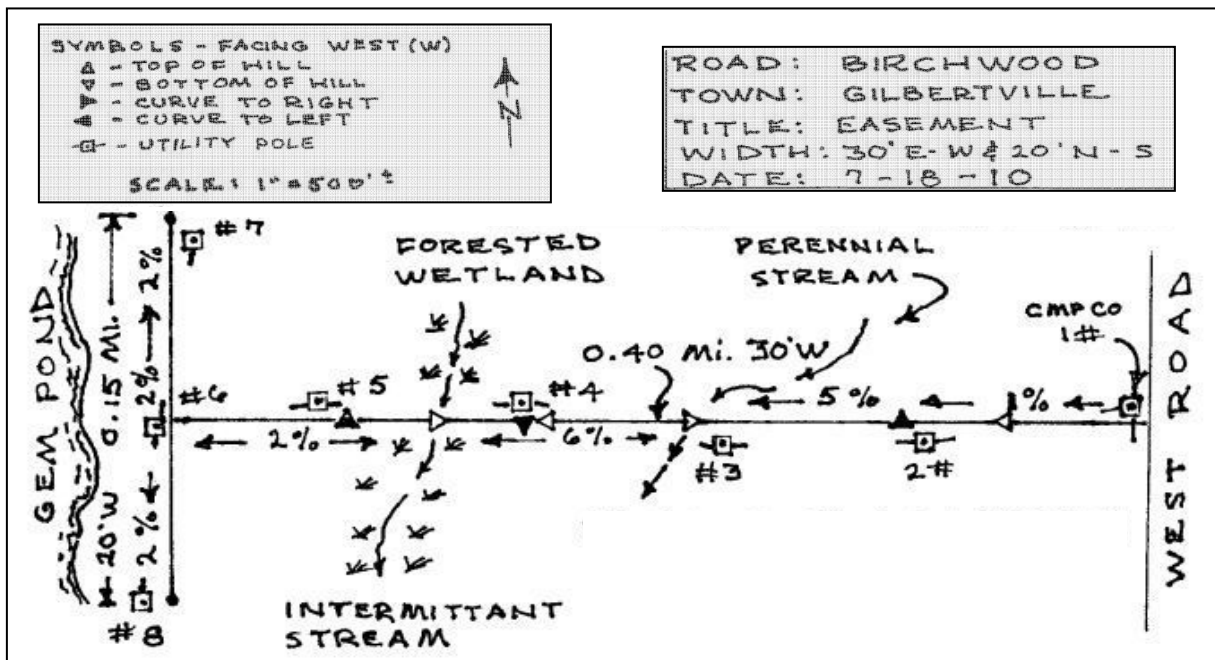 SYMBOLS - FACING WEST (W)
△ - TOP OF HILL
▽ - BOTTOM OF HILL
▶ - CURVE TO RIGHT
◀ - CURVE TO LEFT
- UTILITY POLE
SCALE: 1" = 500' ±
N
ROAD: BIRCHWOOD
TOWN: GILBERTVILLE
TITLE: EASEMENT
WIDTH: 30' E-W & 20' N-S
DATE: 7-18-10
#7
FORESTED
WETLAND
PERENNIAL
STREAM
CMP CO
1#
0.40 Mi. 30'W
#5
#4
#6
5%
1%
2%
6%
#3
2#
GEM POND
0.15 MI.
20'W
2%
2%
2%
#8
INTERMITTANT
STREAM
WEST ROAD